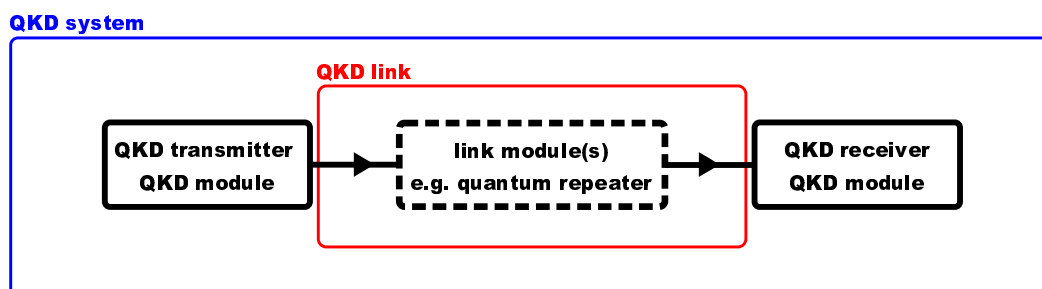 QKD system
QKD link
QKD transmitter
QKD module
link module(s)
e.g. quantum repeater
QKD receiver
QKD module